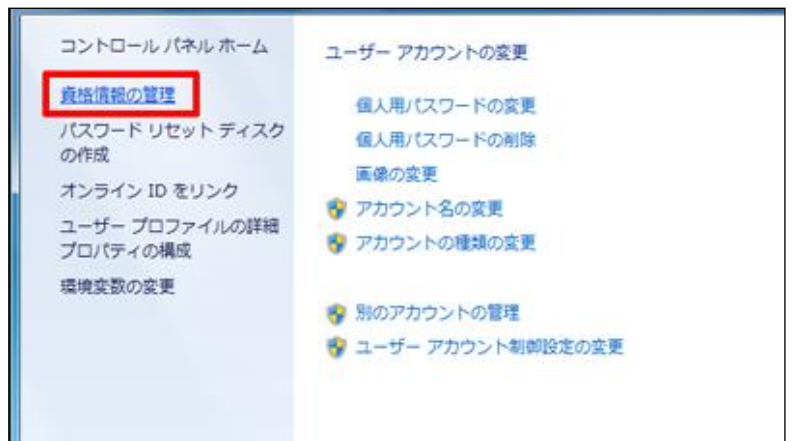 コントロール パネル ホーム
資格情報の管理
パスワード リセット ディスク
の作成
オンライン ID をリンク
ユーザー プロファイルの詳細
プロパティの構成
環境変数の変更
ユーザー アカウントの変更
個人用パスワードの変更
個人用パスワードの削除
画像の変更
アカウント名の変更
アカウントの種類の変更
別のアカウントの管理
ユーザー アカウント制御設定の変更